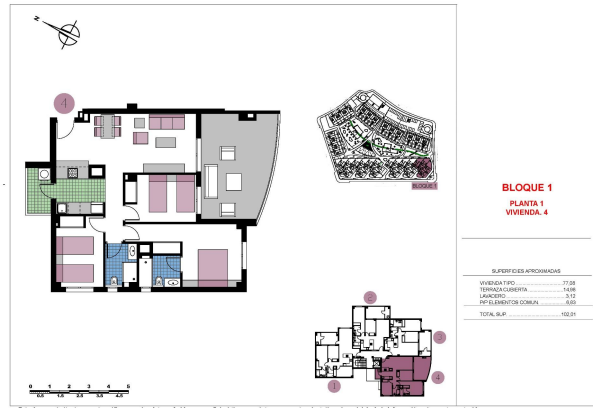 N
4
BLOQUE 1
BLOQUE 1
PLANTA 1
VIVIENDA. 4
SUPERFICIES APROXIMADAS
VIVIENDA TIPO 77,08
TERRAZA CUBIERTA 14,98
LAVADERO 3,12
P/P ELEMENTOS COMUN. 6,83
TOTAL SUP. 102,01
2
3
4
1
0 1 2 3 4 5
0.5 1.5 2.5 3.5 4.5